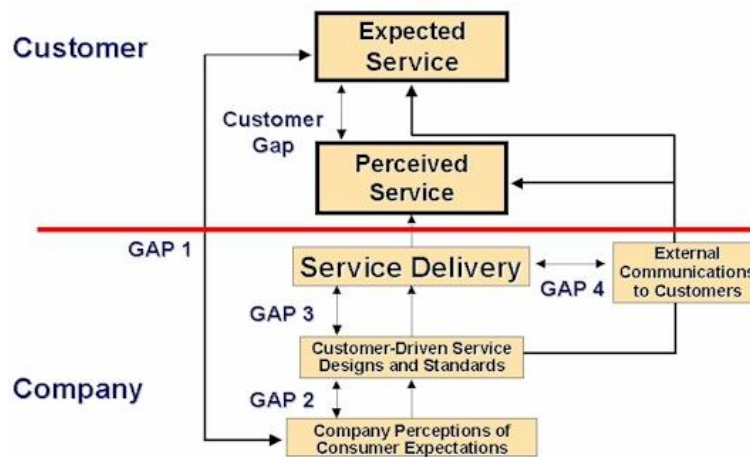 Customer
Expected
Service
Customer
Gap
Perceived
Service
GAP 1
Service Delivery
GAP 4
External
Communications
to Customers
GAP 3
Customer-Driven Service
Designs and Standards
Company
GAP 2
Company Perceptions of
Consumer Expectations